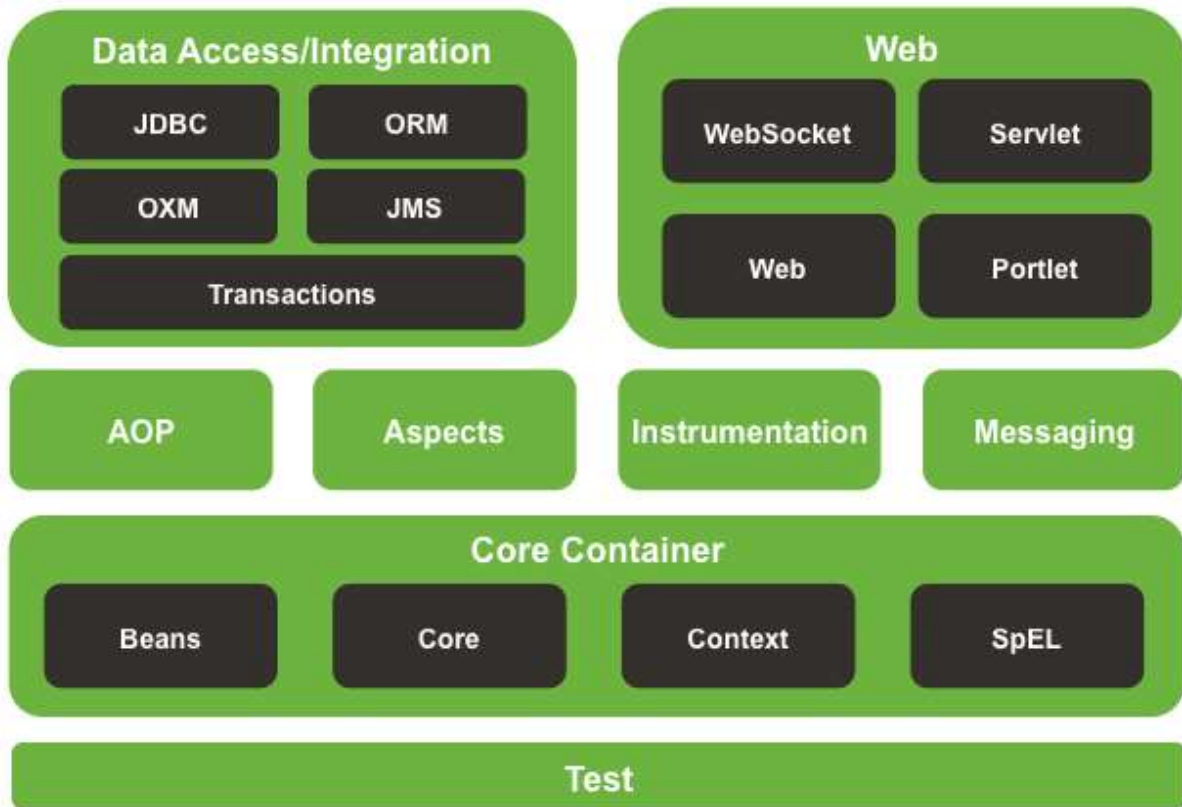 Data Access/Integration
JDBC
ORM
OXM
JMS
Transactions
Web
WebSocket
Servlet
Web
Portlet
AOP
Aspects
Instrumentation
Messaging
Core Container
Beans
Core
Context
SpEL
Test